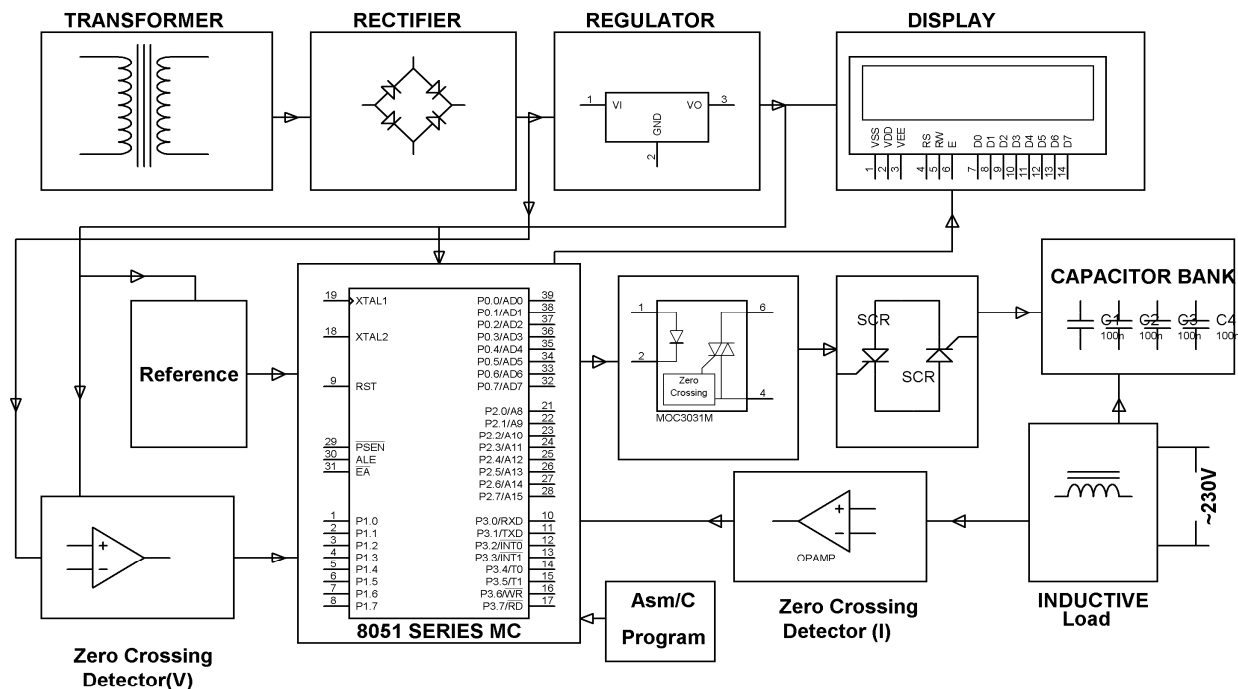 TRANSFORMER
RECTIFIER
REGULATOR
DISPLAY
1
VI
VO
3
GND
2
VSS
VDD
VEE
RS
RW
E
D0
D1
D2
D3
D4
D5
D6
D7
1
2
3
4
5
6
7
8
9
10
11
12
13
14
Reference
19
XTAL1
18
XTAL2
9
RST
29
PSEN
30
ALE
31
EA
1
P1.0
2
P1.1
3
P1.2
4
P1.3
5
P1.4
6
P1.5
7
P1.6
8
P1.7
P0.0/AD0
39
P0.1/AD1
38
P0.2/AD2
37
P0.3/AD3
36
P0.4/AD4
35
P0.5/AD5
34
P0.6/AD6
33
P0.7/AD7
32
P2.0/A8
21
P2.1/A9
22
P2.2/A10
23
P2.3/A11
24
P2.4/A12
25
P2.5/A13
26
P2.6/A14
27
P2.7/A15
28
P3.0/RXD
10
P3.1/TXD
11
P3.2/INT0
12
P3.3/INT1
13
P3.4/T0
14
P3.5/T1
15
P3.6/WR
16
P3.7/RD
17
8051 SERIES MC
1
2
6
4
Zero
Crossing
MOC3031M
SCR
SCR
CAPACITOR BANK
C1
100n
C2
100n
C3
100n
C4
100n
~230V
INDUCTIVE
Load
+
−
OPAMP
Zero Crossing
Detector (I)
Asm/C
Program
+
−
Zero Crossing
Detector(V)